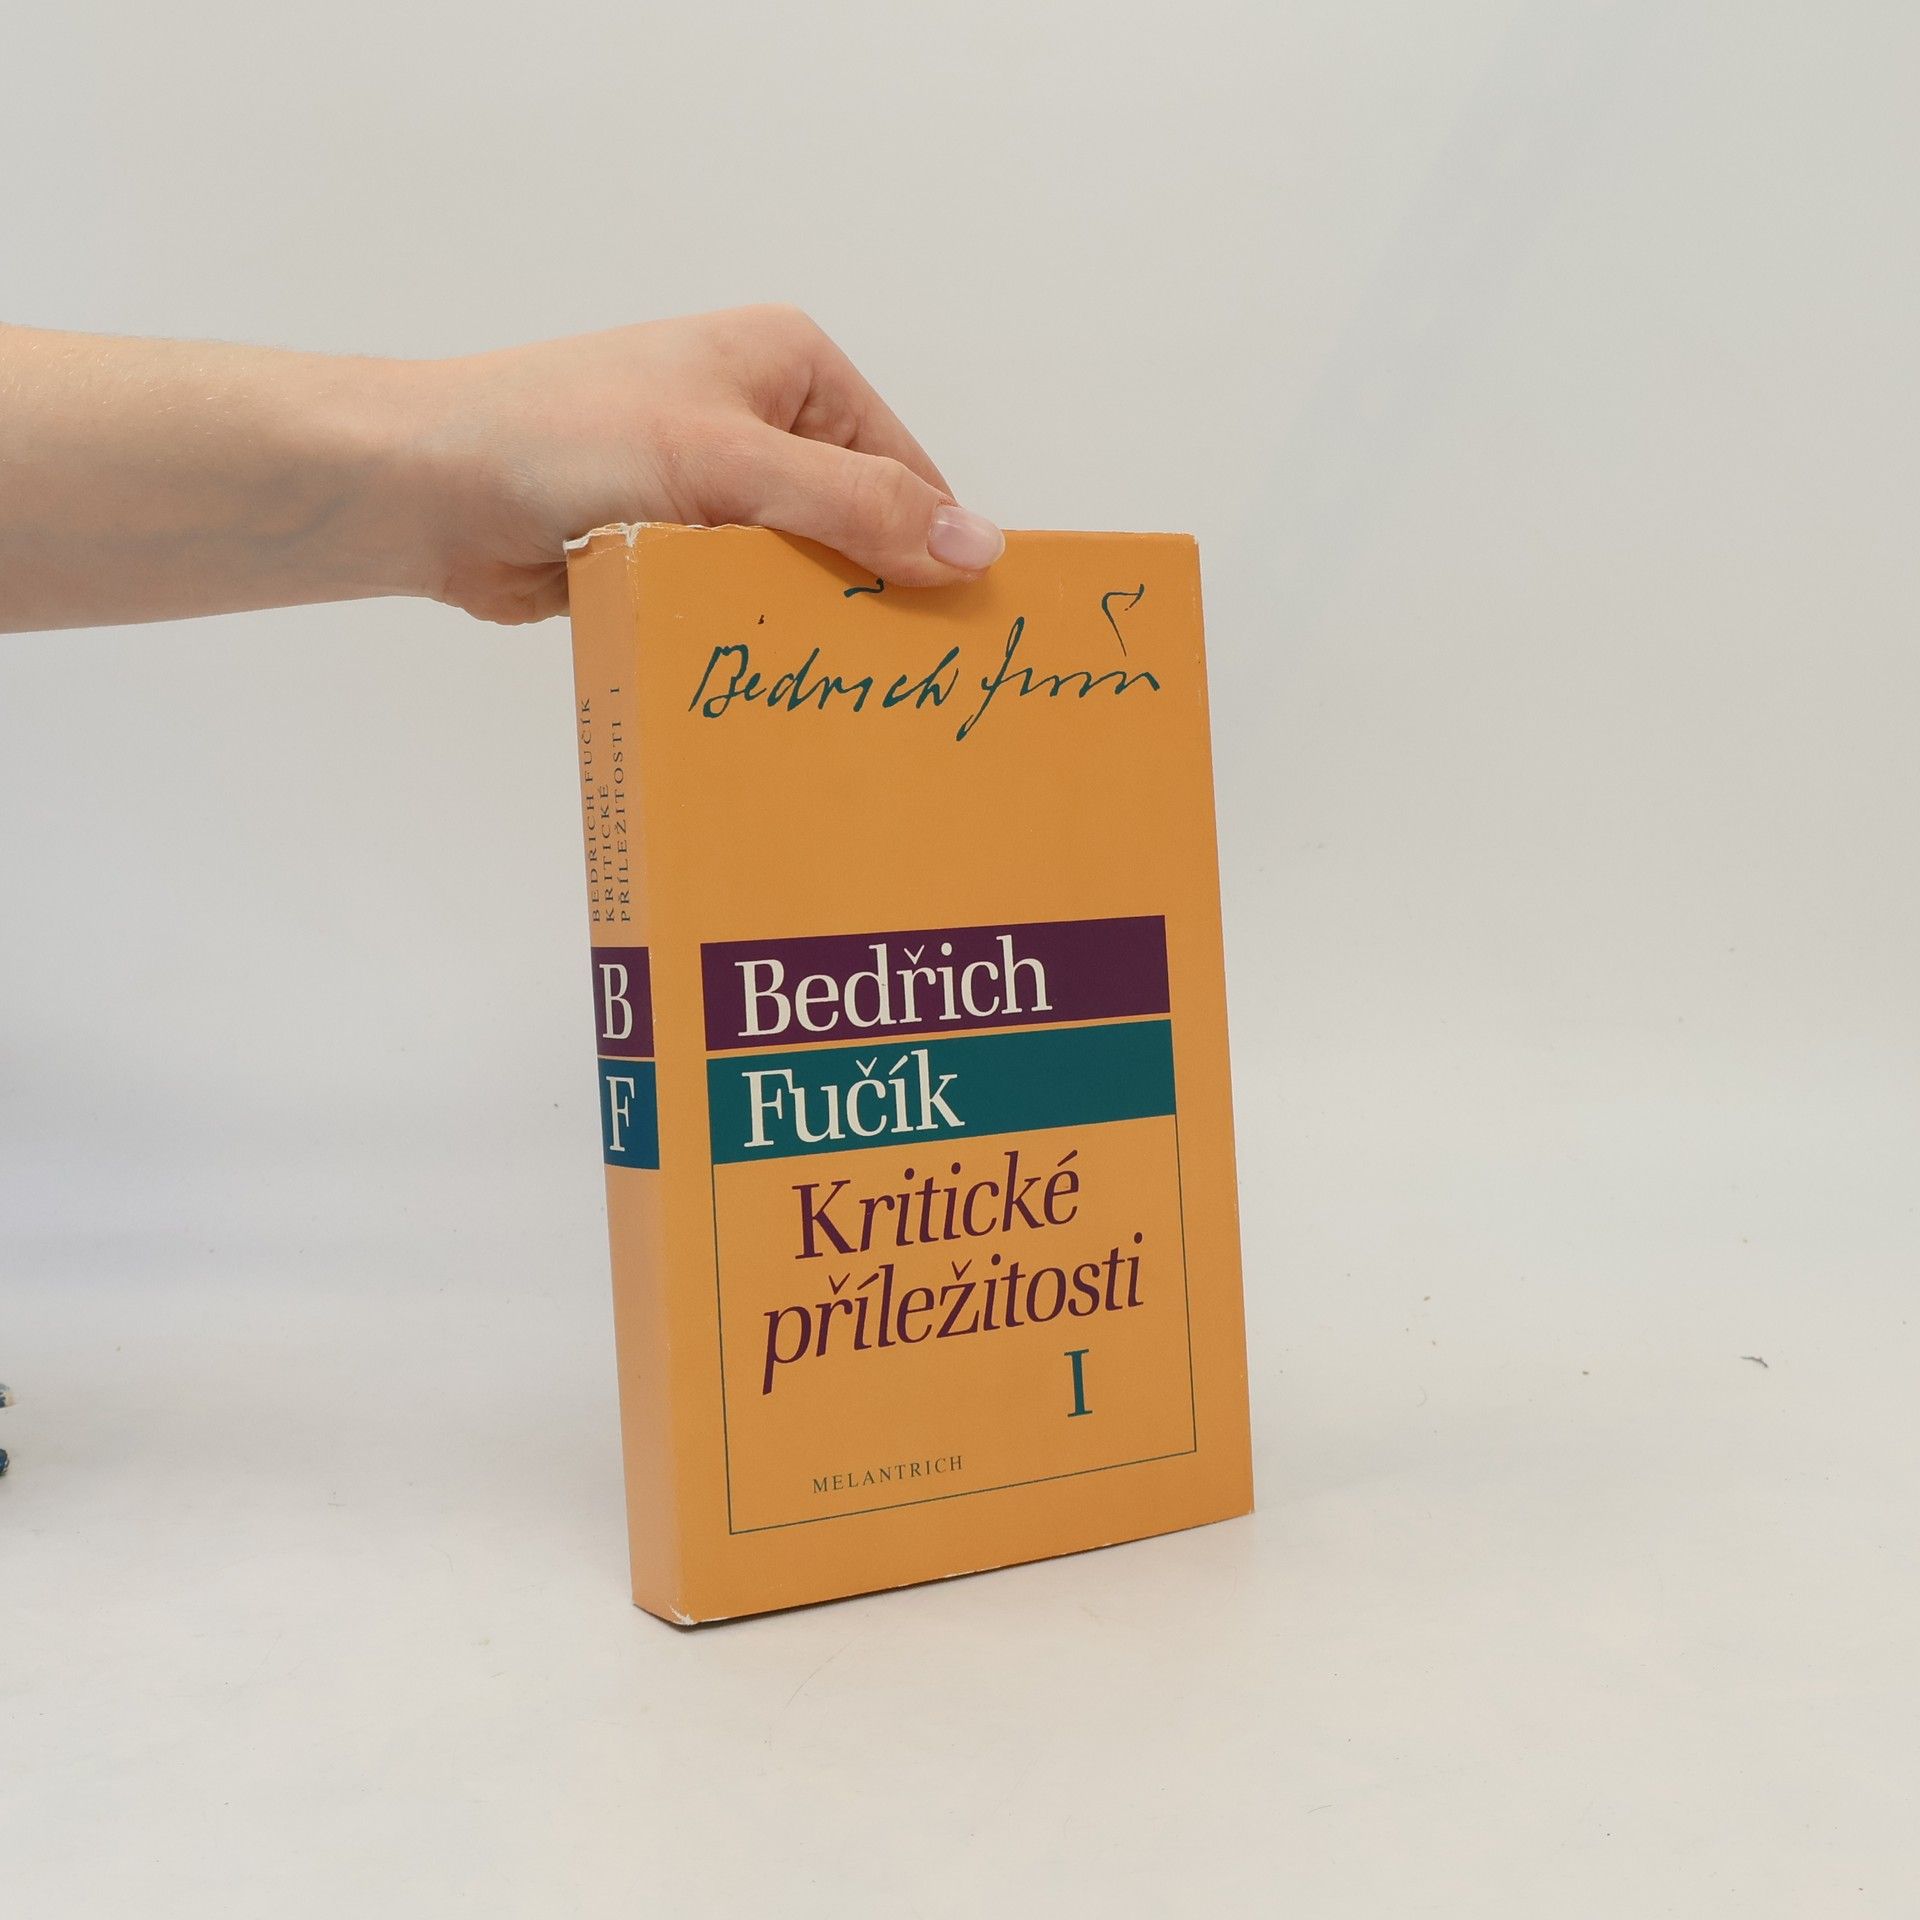 Bedřich Fučík
BEDŘICH FUČÍK
KRITICKÉ
PŘÍLEŽITOSTI I
B
F
Bedřich
Fučík
Kritické
příležitosti
I
MELANTRICH